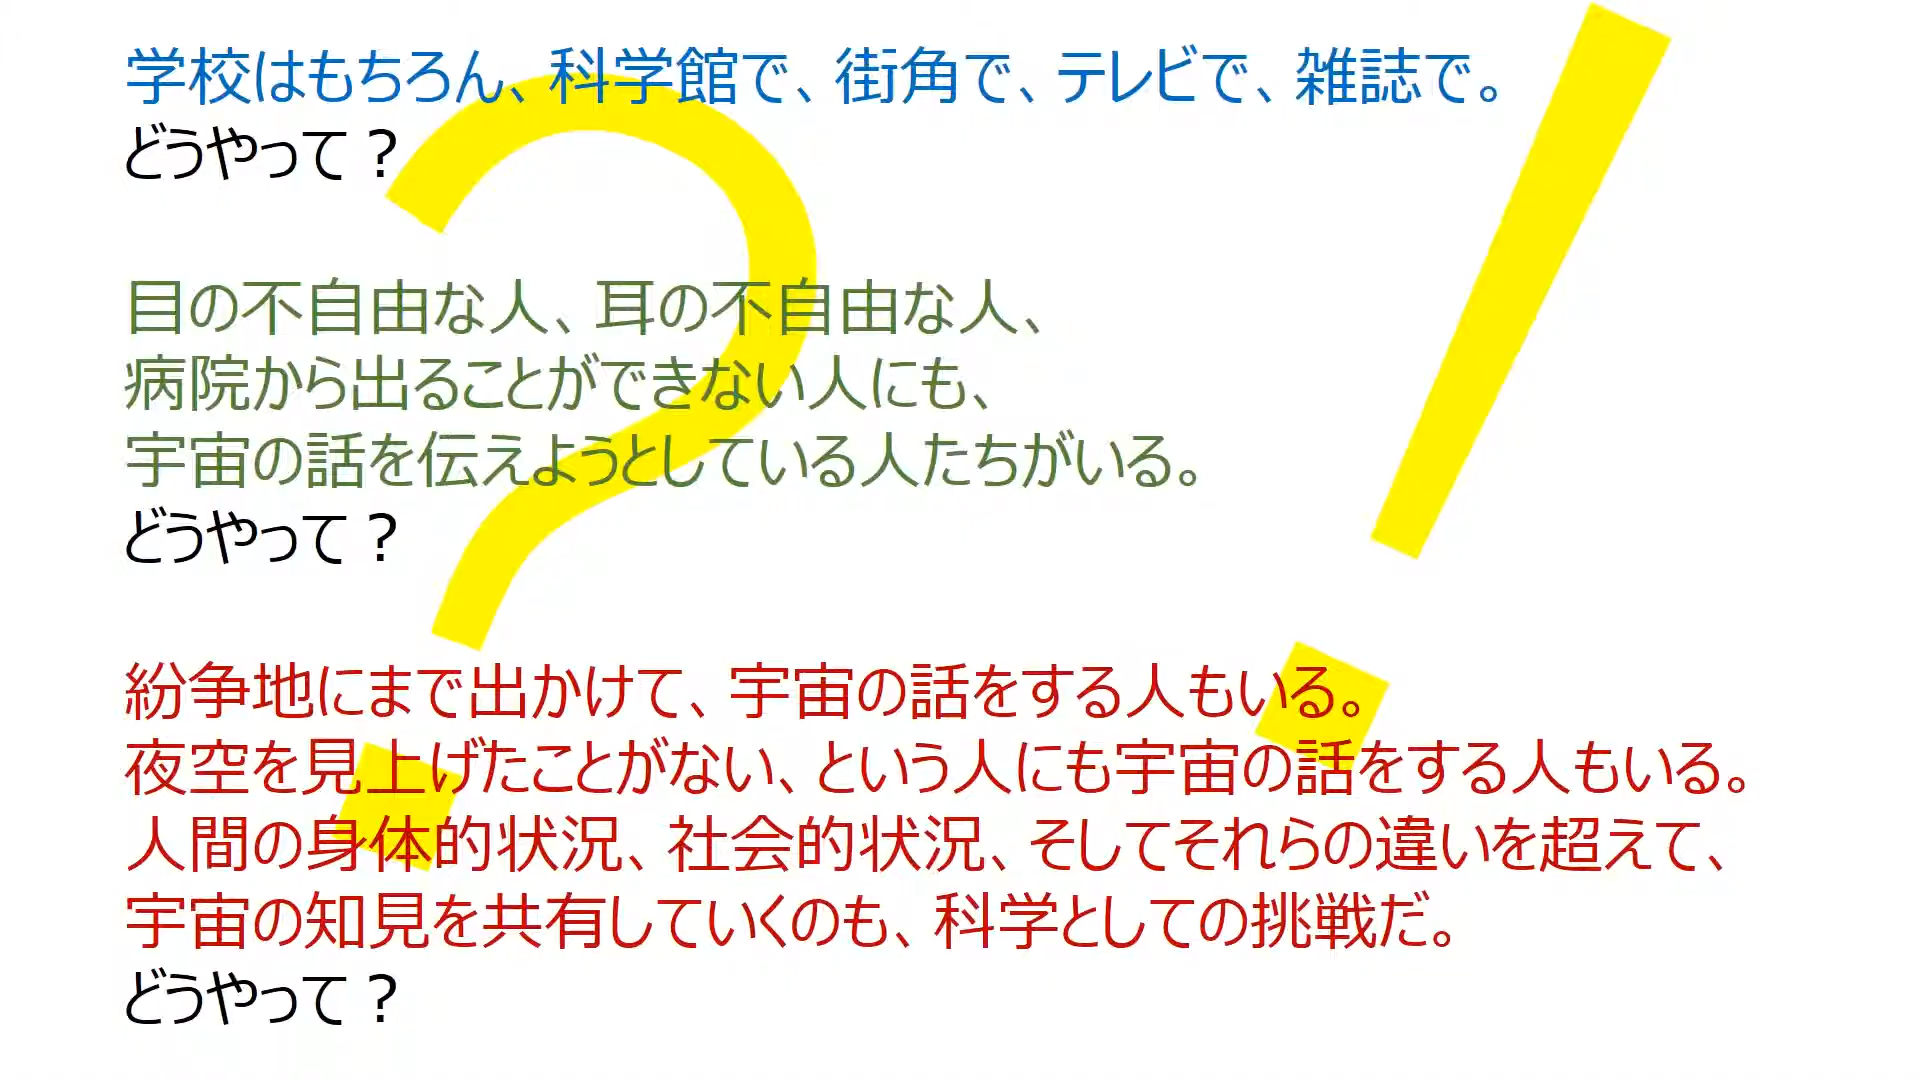 学校はもちろん、科学館で、街角で、テレビで、雑誌で。
どうやって？
目の不自由な人、耳の不自由な人、
病院から出ることができない人にも、
宇宙の話を伝えようとしている人たちがいる。
どうやって？
紛争地にまで出かけて、宇宙の話をする人もいる。
夜空を見上げたことがない、という人にも宇宙の話をする人もいる。
人間の身体的状況、社会的状況、そしてそれらの違いを超えて、
宇宙の知見を共有していくのも、科学としての挑戦だ。
どうやって？
？！